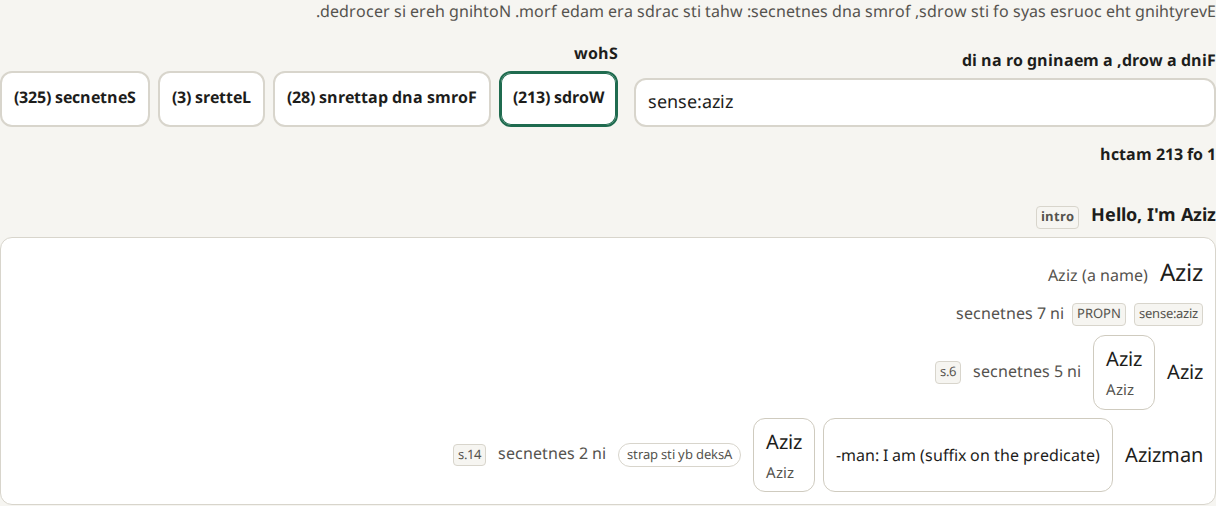 .dedrocer si ereh gnihtoN .morf edam era sdrac sti tahw :secnetnes dna smrof ,sdrow sti fo syas esruoc eht gnihtyrevE
di na ro gninaem a ,drow a dniF
sense:aziz
wohS
(213) sdroW
(28) snrettap dna smroF
(3) sretteL
(325) secnetneS
hctam 213 fo 1
Hello, I'm Aziz
intro
Aziz
Aziz (a name)
sense:aziz
PROPN
secnetnes 7 ni
Aziz
Aziz
Aziz
secnetnes 5 ni
s.6
Azizman
-man: I am (suffix on the predicate)
Aziz
Aziz
strap sti yb deksA
secnetnes 2 ni
s.14